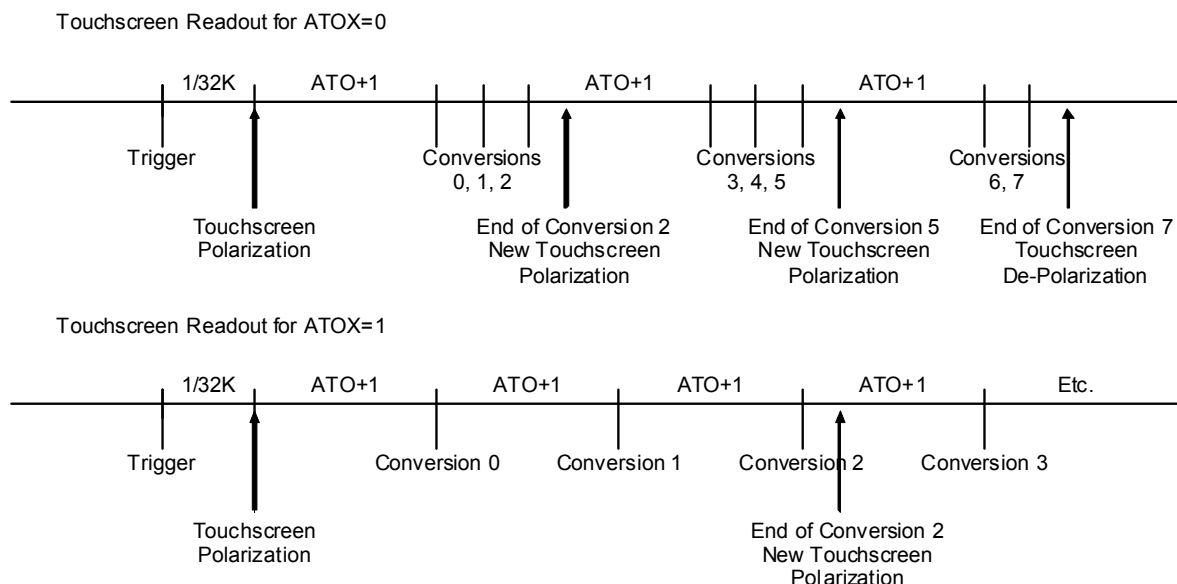 Touchscreen Readout for ATOX=0
1/32K
ATO+1
ATO+1
ATO+1
Trigger
Conversions
0, 1, 2
Conversions
3, 4, 5
Conversions
6, 7
Touchscreen
Polarization
End of Conversion 2
New Touchscreen
Polarization
End of Conversion 5
New Touchscreen
Polarization
End of Conversion 7
Touchscreen
De-Polarization
Touchscreen Readout for ATOX=1
1/32K
ATO+1
ATO+1
ATO+1
ATO+1
Etc.
Trigger
Conversion 0
Conversion 1
Conversion 2
Conversion 3
Touchscreen
Polarization
End of Conversion 2
New Touchscreen
Polarization